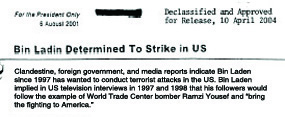 For the President Only
6 August 2001
Declassified and Approved
for Release, 10 April 2004
Bin Ladin Determined To Strike in US
Clandestine, foreign government, and media reports indicate Bin Laden
since 1997 has wanted to conduct terrorist attacks in the US. Bin Laden
implied in US television interviews in 1997 and 1998 that his followers would
follow the example of World Trade Center bomber Ramzi Yousef and "bring
the fighting to America."